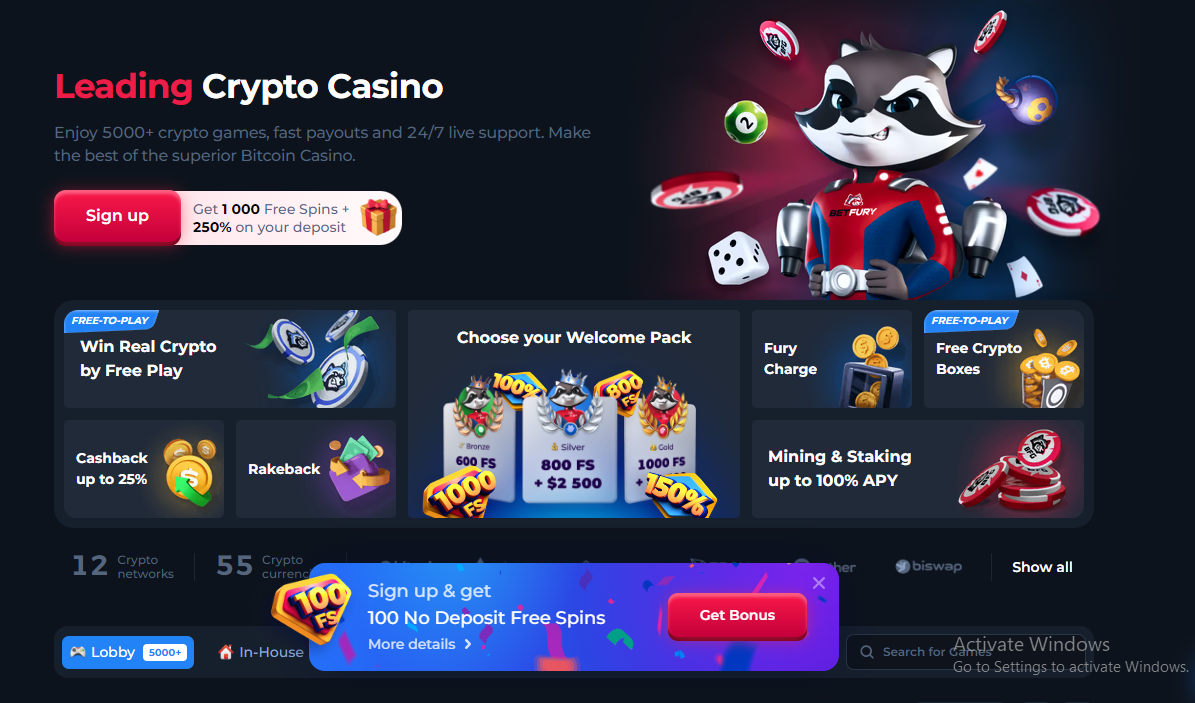 Leading Crypto Casino
Enjoy 5000+ crypto games, fast payouts and 24/7 live support. Make
the best of the superior Bitcoin Casino.
Sign up
Get 1 000 Free Spins +
250% on your deposit
BETFURY
2
FREE-TO-PLAY
Win Real Crypto
by Free Play
Choose your Welcome Pack
100%
800
FS
Bronze
600 FS
Silver
800 FS
+ $2 500
Gold
1000 FS
+
1000
FS
150%
Fury
Charge
FREE-TO-PLAY
Free Crypto
Boxes
Cashback
up to 25%
Rakeback
Mining & Staking
up to 100% APY
BFG
12
Crypto
networks
55
Crypto
biswap
Show all
100
FS
Sign up & get
100 No Deposit Free Spins
More details
Get Bonus
Lobby
5000+
In-House
Search for Games
Activate Windows
Go to Settings to activate Windows.